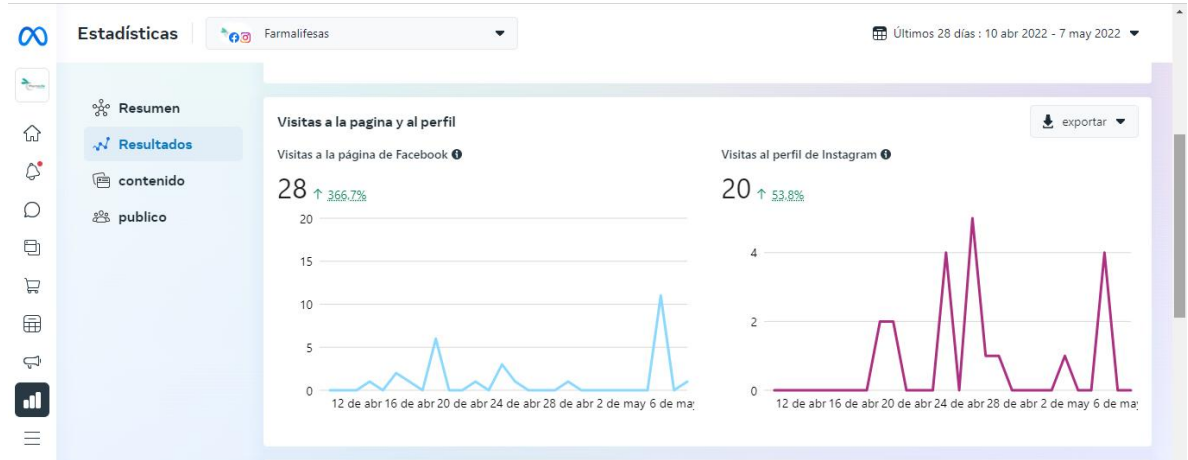 Estadísticas
Farmalifesas
Últimos 28 días : 10 abr 2022 - 7 may 2022
Resumen
Resultados
contenido
publico
Visitas a la pagina y al perfil
exportar
Visitas a la página de Facebook
28 ↑ 366,7%
20
15
10
5
0
12 de abr 16 de abr 20 de abr 24 de abr 28 de abr 2 de may 6 de may
Visitas al perfil de Instagram
20 ↑ 53,8%
4
2
0
12 de abr 16 de abr 20 de abr 24 de abr 28 de abr 2 de may 6 de may